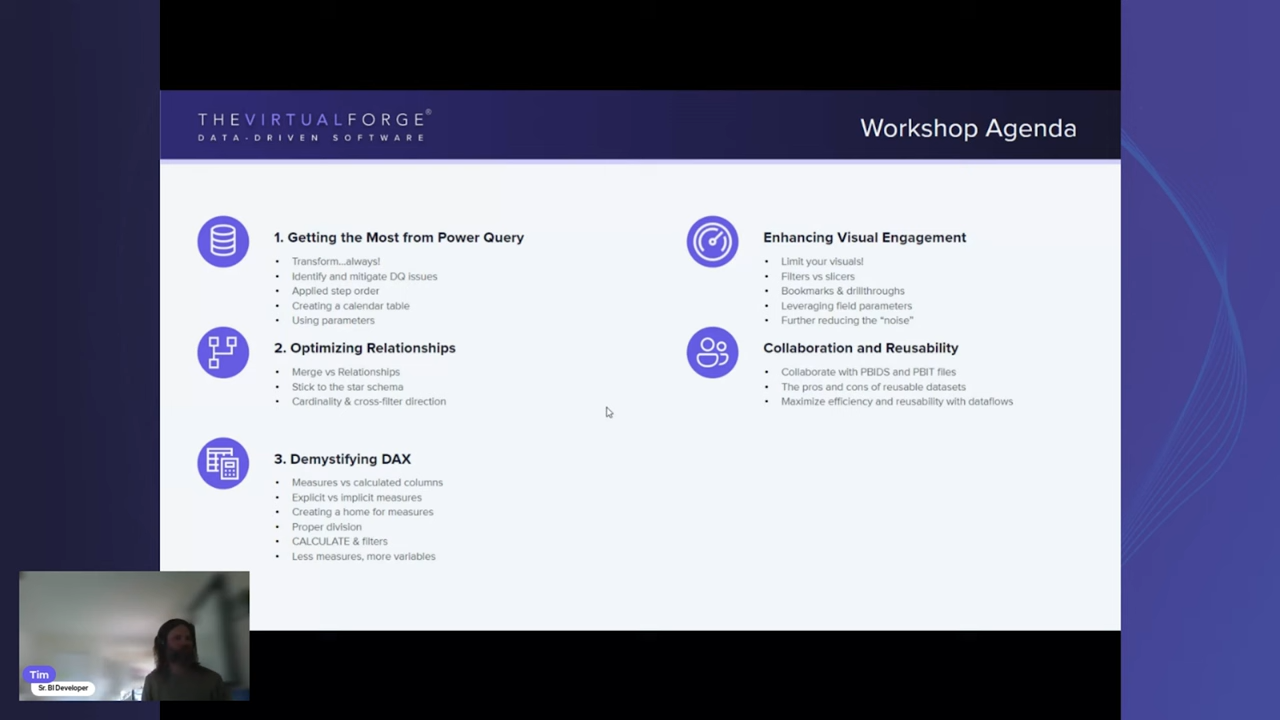 THEVIRTUALFORGE®
DATA-DRIVEN SOFTWARE
Workshop Agenda
1. Getting the Most from Power Query
• Transform...always!
• Identify and mitigate DQ issues
• Applied step order
• Creating a calendar table
• Using parameters
2. Optimizing Relationships
• Merge vs Relationships
• Stick to the star schema
• Cardinality & cross-filter direction
3. Demystifying DAX
• Measures vs calculated columns
• Explicit vs implicit measures
• Creating a home for measures
• Proper division
• CALCULATE & filters
• Less measures, more variables
Enhancing Visual Engagement
• Limit your visuals!
• Filters vs slicers
• Bookmarks & drillthroughs
• Leveraging field parameters
• Further reducing the “noise”
Collaboration and Reusability
• Collaborate with PBIDS and PBIT files
• The pros and cons of reusable datasets
• Maximize efficiency and reusability with dataflows
Tim
Sr. BI Developer